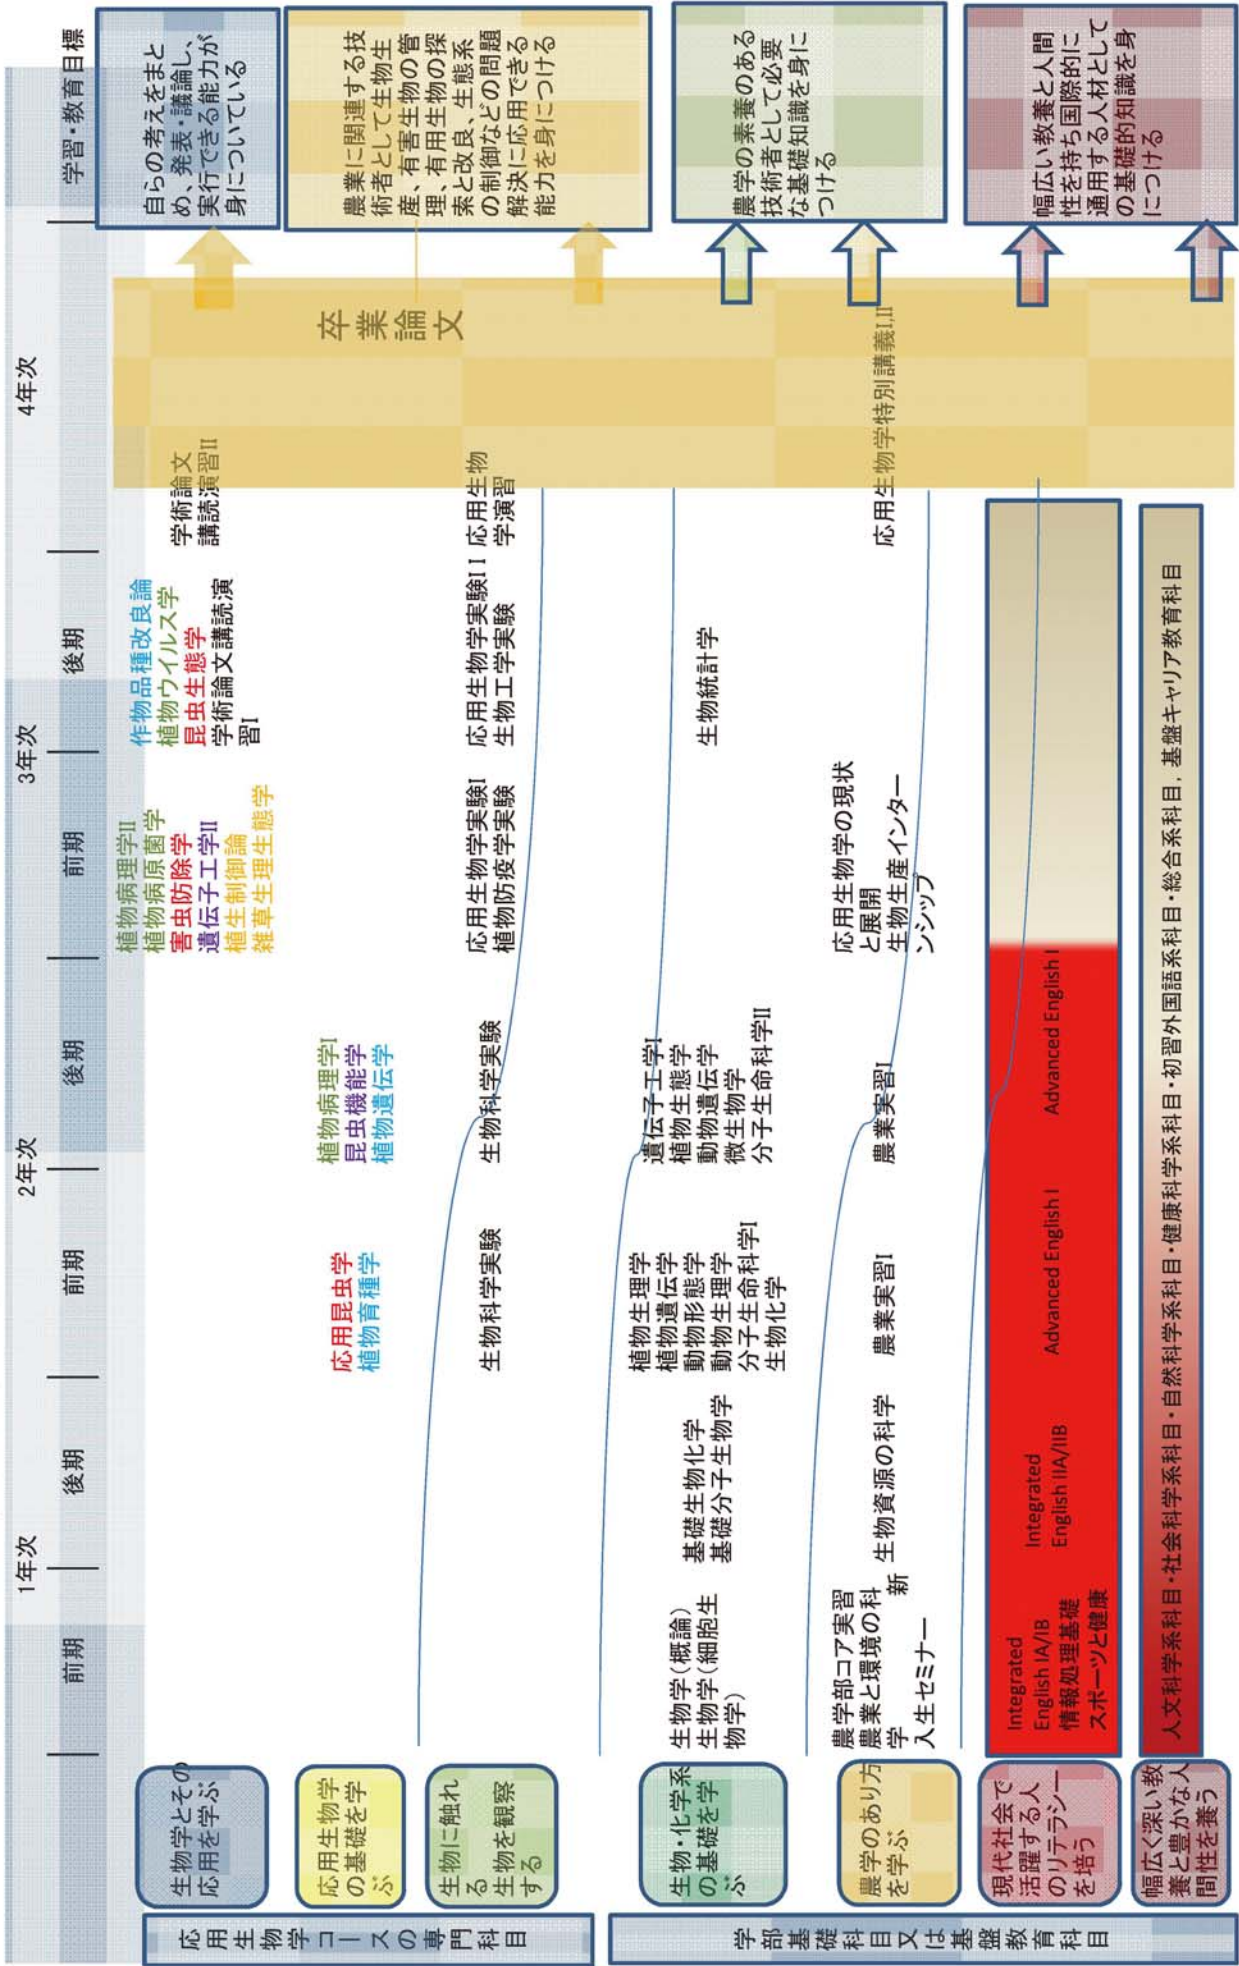 1年次
2年次
3年次
4年次
学習・教育目標
前期
後期
前期
後期
前期
後期
応用生物学コースの専門科目
生物学とその
応用を学ぶ
植物病理学II
植物病原菌学
害虫防除学
遺伝子工学II
植生制御論
雑草生理生態学
作物品種改良論
植物ウイルス学
昆虫生態学
学術論文講読演
習I
学術論文
講読演習II
応用生物学
の基礎を学
ぶ
応用昆虫学
植物育種学
植物病理学I
昆虫機能学
植物遺伝学
生物に触れ
る
生物を観察
する
生物科学実験
生物科学実験
応用生物学実験I
植物防疫学実験
応用生物学実験II
生物工学実験
応用生物
学演習
卒業論文
自らの考えをまと
め、発表・議論し、
実行できる能力が
身についている
農業に関連する技
術者として生物生
産、有害生物の管
理、有用生物の探
索と改良、生態系
の制御などの問題
解決に応用できる
能力を身につける
学部基礎科目又は基盤教育科目
生物・化学系
の基礎を学
ぶ
生物学(概論)
生物学(細胞生
物学)
基礎生物化学
基礎分子生物学
植物生理学
植物遺伝学
動物形態学
動物生理学
分子生命科学I
生物化学
遺伝子工学I
植物生態学
動物遺伝学
微生物学
分子生命科学II
生物統計学
農学のあり方
を学ぶ
農学部コア実習
農業と環境の科
学 新
入生セミナー
生物資源の科学
農業実習I
農業実習I
応用生物学の現状
と展開
生物生産インター
ンシップ
応用生物学特別講義I,II
農学の素養のある
技術者として必要
な基礎知識を身に
つける
現代社会で
活躍する人
のリテラシー
を培う
Integrated
English IA/IB
情報処理基礎
スポーツと健康
Integrated
English IIA/IIB
Advanced English I
Advanced English I
幅広く深い教
養と豊かな人
間性を養う
人文科学系科目・社会科学系科目・自然科学系科目・健康科学系科目・初習外国語系科目・総合系科目，基盤キャリア教育科目
幅広い教養と人間
性を持ち国際的に
通用する人材として
の基礎的知識を身
につける